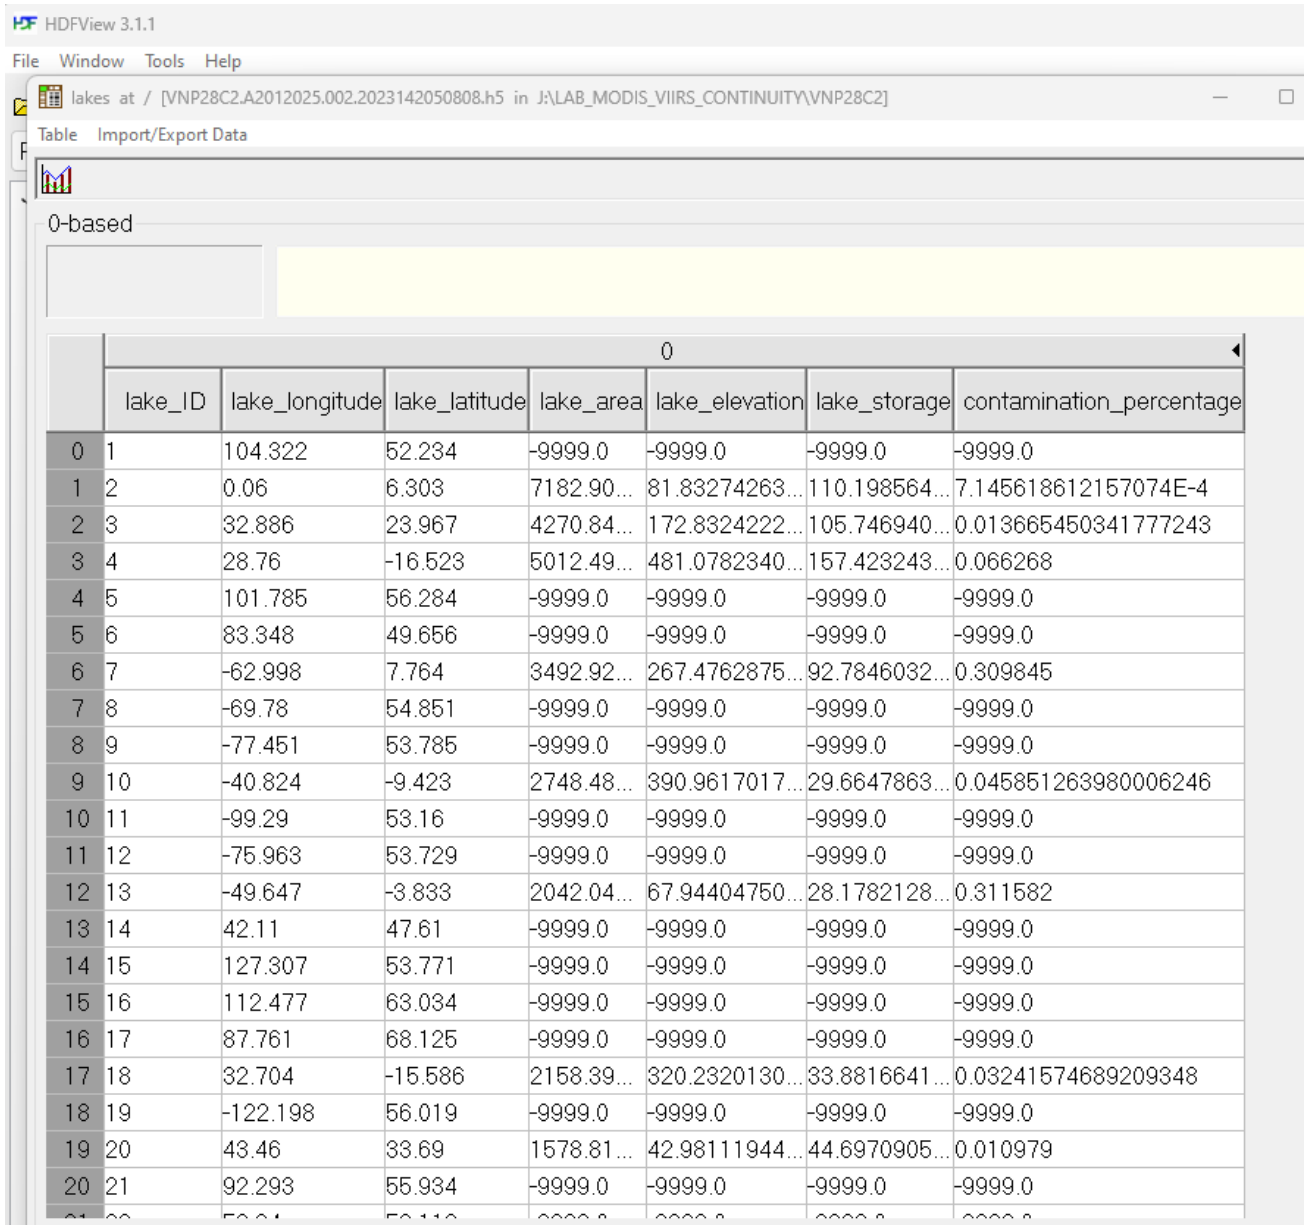 HDF HDFView 3.1.1
File Window Tools Help
lakes at / [VNP28C2.A2012025.002.2023142050808.h5 in J:\LAB_MODIS_VIIRS_CONTINUITY\VNP28C2]
Table Import/Export Data
0-based
0
lake_ID lake_longitude lake_latitude lake_area lake_elevation lake_storage contamination_percentage
0 1 104.322 52.234 -9999.0 -9999.0 -9999.0 -9999.0
1 2 0.06 6.303 7182.90... 81.83274263... 110.198564... 7.145618612157074E-4
2 3 32.886 23.967 4270.84... 172.8324222... 105.746940... 0.013665450341777243
3 4 28.76 -16.523 5012.49... 481.0782340... 157.423243... 0.066268
4 5 101.785 56.284 -9999.0 -9999.0 -9999.0 -9999.0
5 6 83.348 49.656 -9999.0 -9999.0 -9999.0 -9999.0
6 7 -62.998 7.764 3492.92... 267.4762875... 92.7846032... 0.309845
7 8 -69.78 54.851 -9999.0 -9999.0 -9999.0 -9999.0
8 9 -77.451 53.785 -9999.0 -9999.0 -9999.0 -9999.0
9 10 -40.824 -9.423 2748.48... 390.9617017... 29.6647863... 0.045851263980006246
10 11 -99.29 53.16 -9999.0 -9999.0 -9999.0 -9999.0
11 12 -75.963 53.729 -9999.0 -9999.0 -9999.0 -9999.0
12 13 -49.647 -3.833 2042.04... 67.94404750... 28.1782128... 0.311582
13 14 42.11 47.61 -9999.0 -9999.0 -9999.0 -9999.0
14 15 127.307 53.771 -9999.0 -9999.0 -9999.0 -9999.0
15 16 112.477 63.034 -9999.0 -9999.0 -9999.0 -9999.0
16 17 87.761 68.125 -9999.0 -9999.0 -9999.0 -9999.0
17 18 32.704 -15.586 2158.39... 320.2320130... 33.8816641... 0.03241574689209348
18 19 -122.198 56.019 -9999.0 -9999.0 -9999.0 -9999.0
19 20 43.46 33.69 1578.81... 42.98111944... 44.6970905... 0.010979
20 21 92.293 55.934 -9999.0 -9999.0 -9999.0 -9999.0